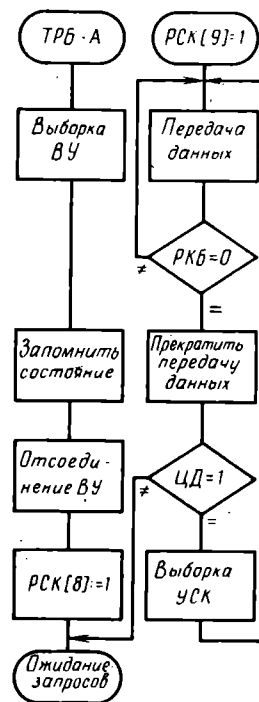 ТРБ-А
Выборка
ВУ
Запомнить
состояние
Отсоеди-
нение ВУ
РСК[8]:=1
Ожидание
запросов
РСК[9]=1
Передача
данных
РКБ=0
≠
=
Прекратить
передачу
данных
ЦД=1
≠
=
Выборка
УСК